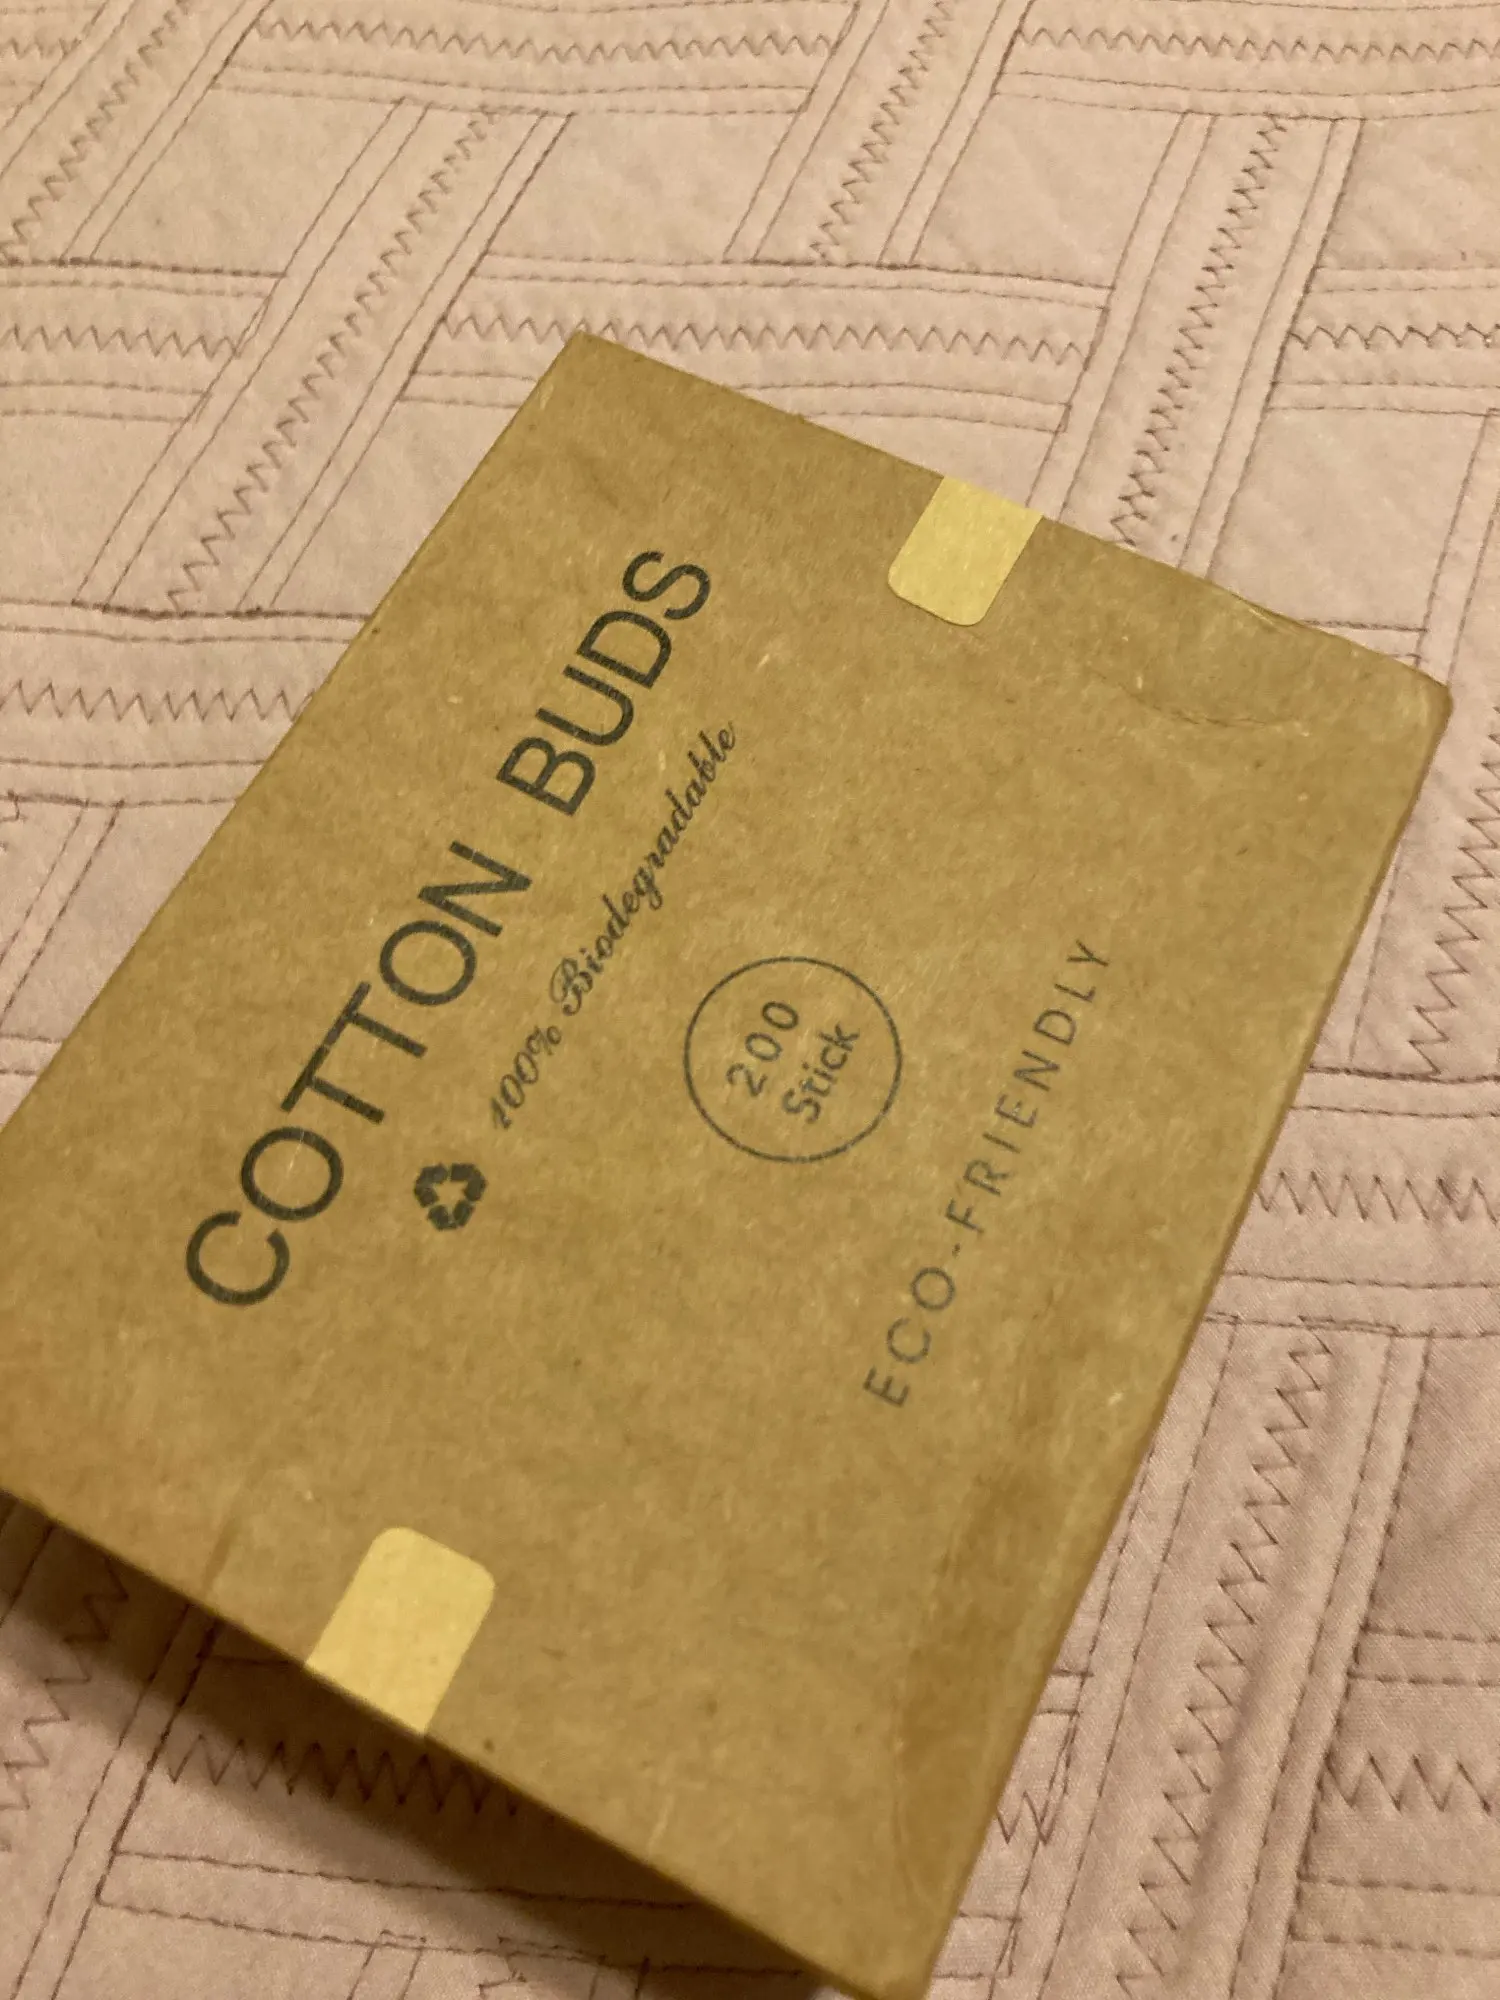 COTTON BUDS
100% Biodegradable
200
Stick
ECO-FRIENDLY